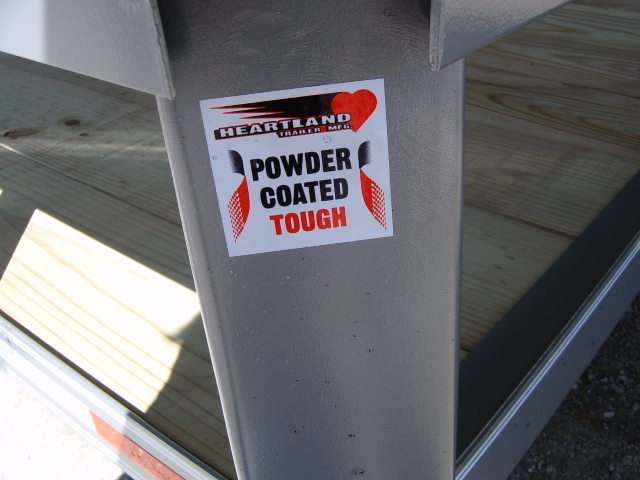 HEARTLAND
TRAILER MFG.
POWDER
COATED
TOUGH